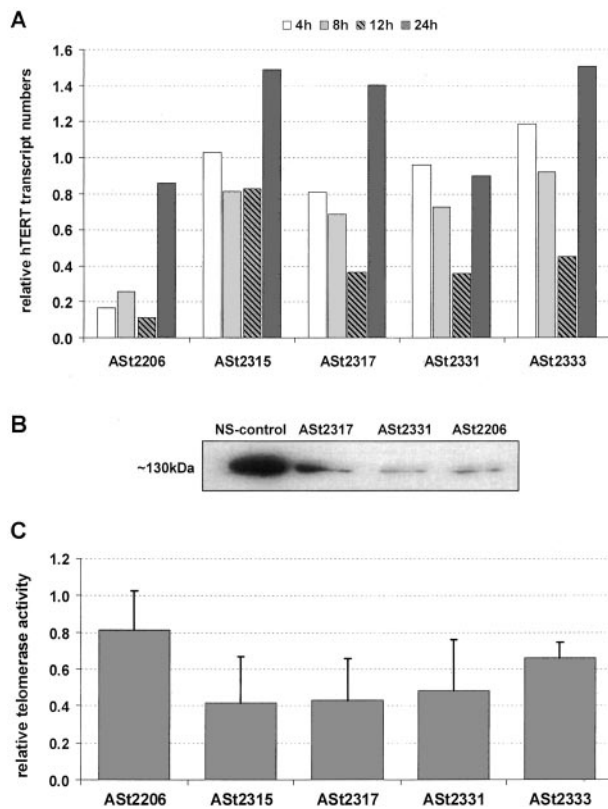 A
4h 8h 12h 24h
relative hTERT transcript numbers
1.6
1.4
1.2
1.0
0.8
0.6
0.4
0.2
0.0
ASt2206 ASt2315 ASt2317 ASt2331 ASt2333
B
NS-control ASt2317 ASt2331 ASt2206
~130kDa
C
relative telomerase activity
1.2
1.0
0.8
0.6
0.4
0.2
0.0
ASt2206 ASt2315 ASt2317 ASt2331 ASt2333